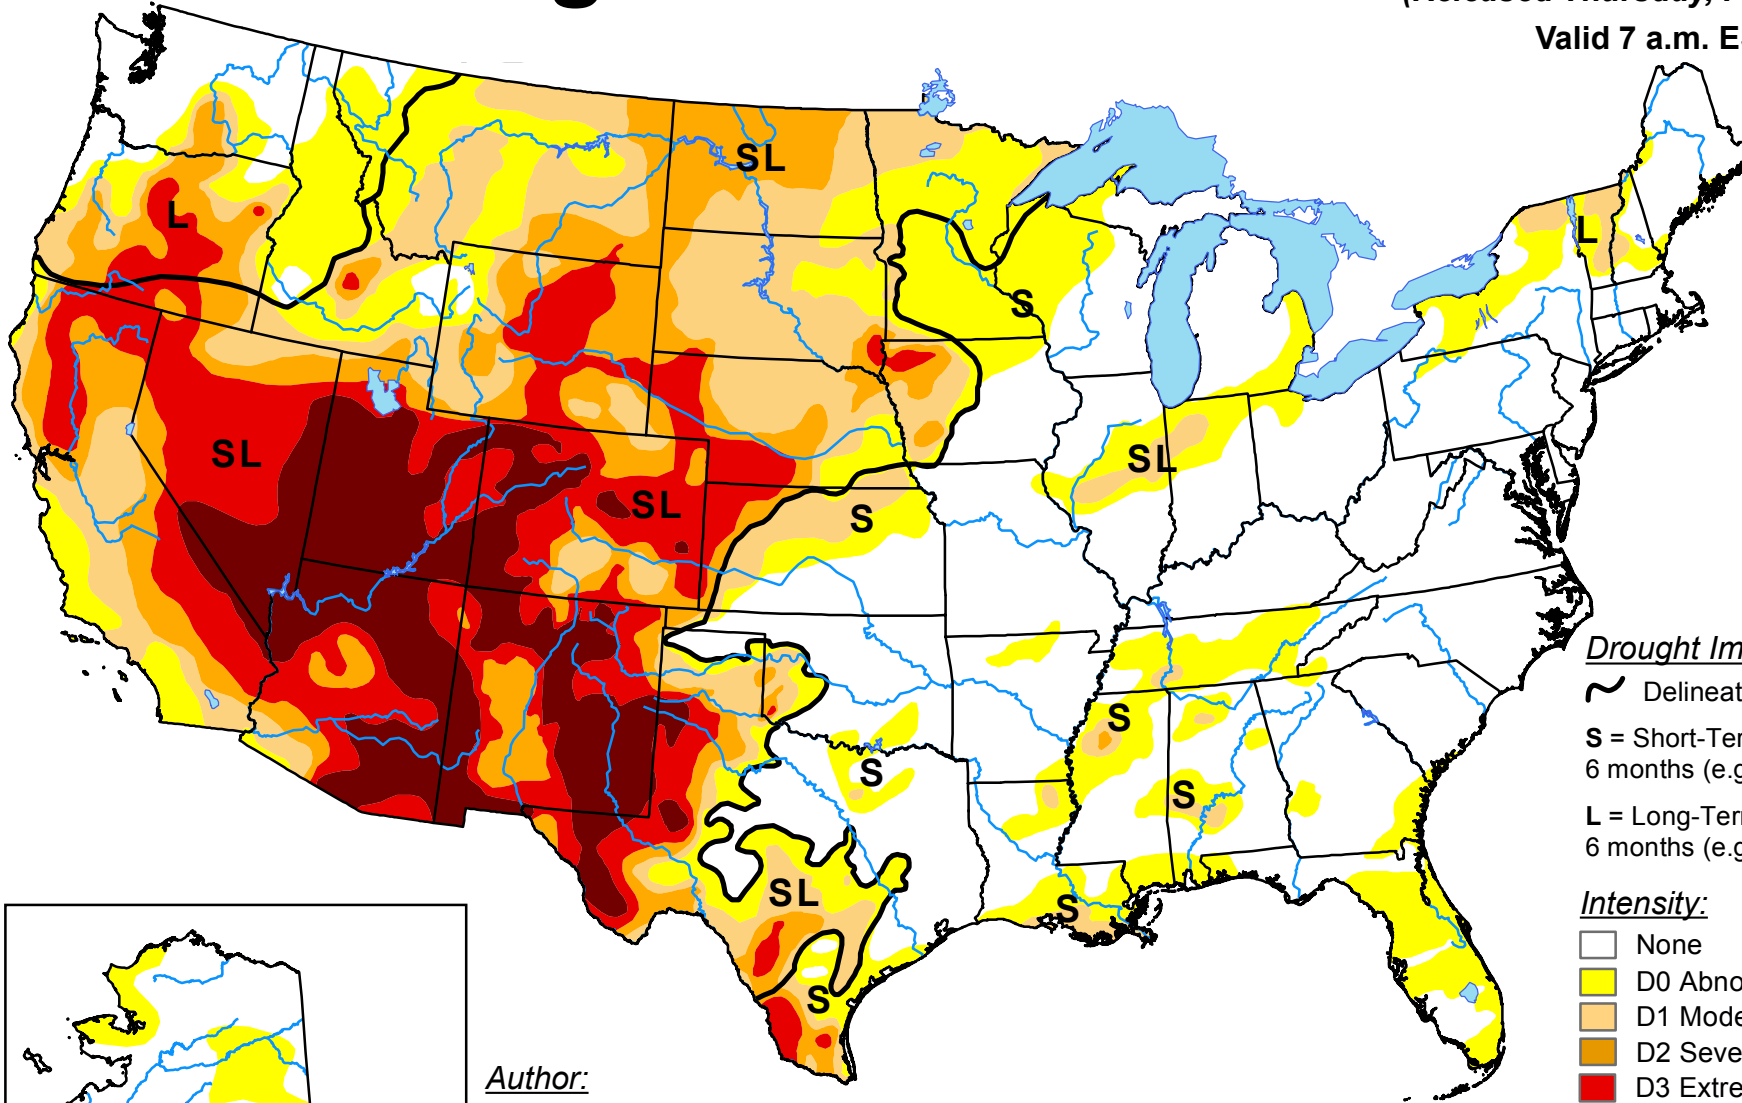 Valid 7 a.m. E
SL
L
S
SL
SL
SL
S
L
SL
S
S
S
S
SL
S
Drought Im
Delineat
S = Short-Ter
6 months (e.g
L = Long-Ter
6 months (e.g
Intensity:
None
D0 Abno
D1 Mode
D2 Seve
D3 Extre
Author: